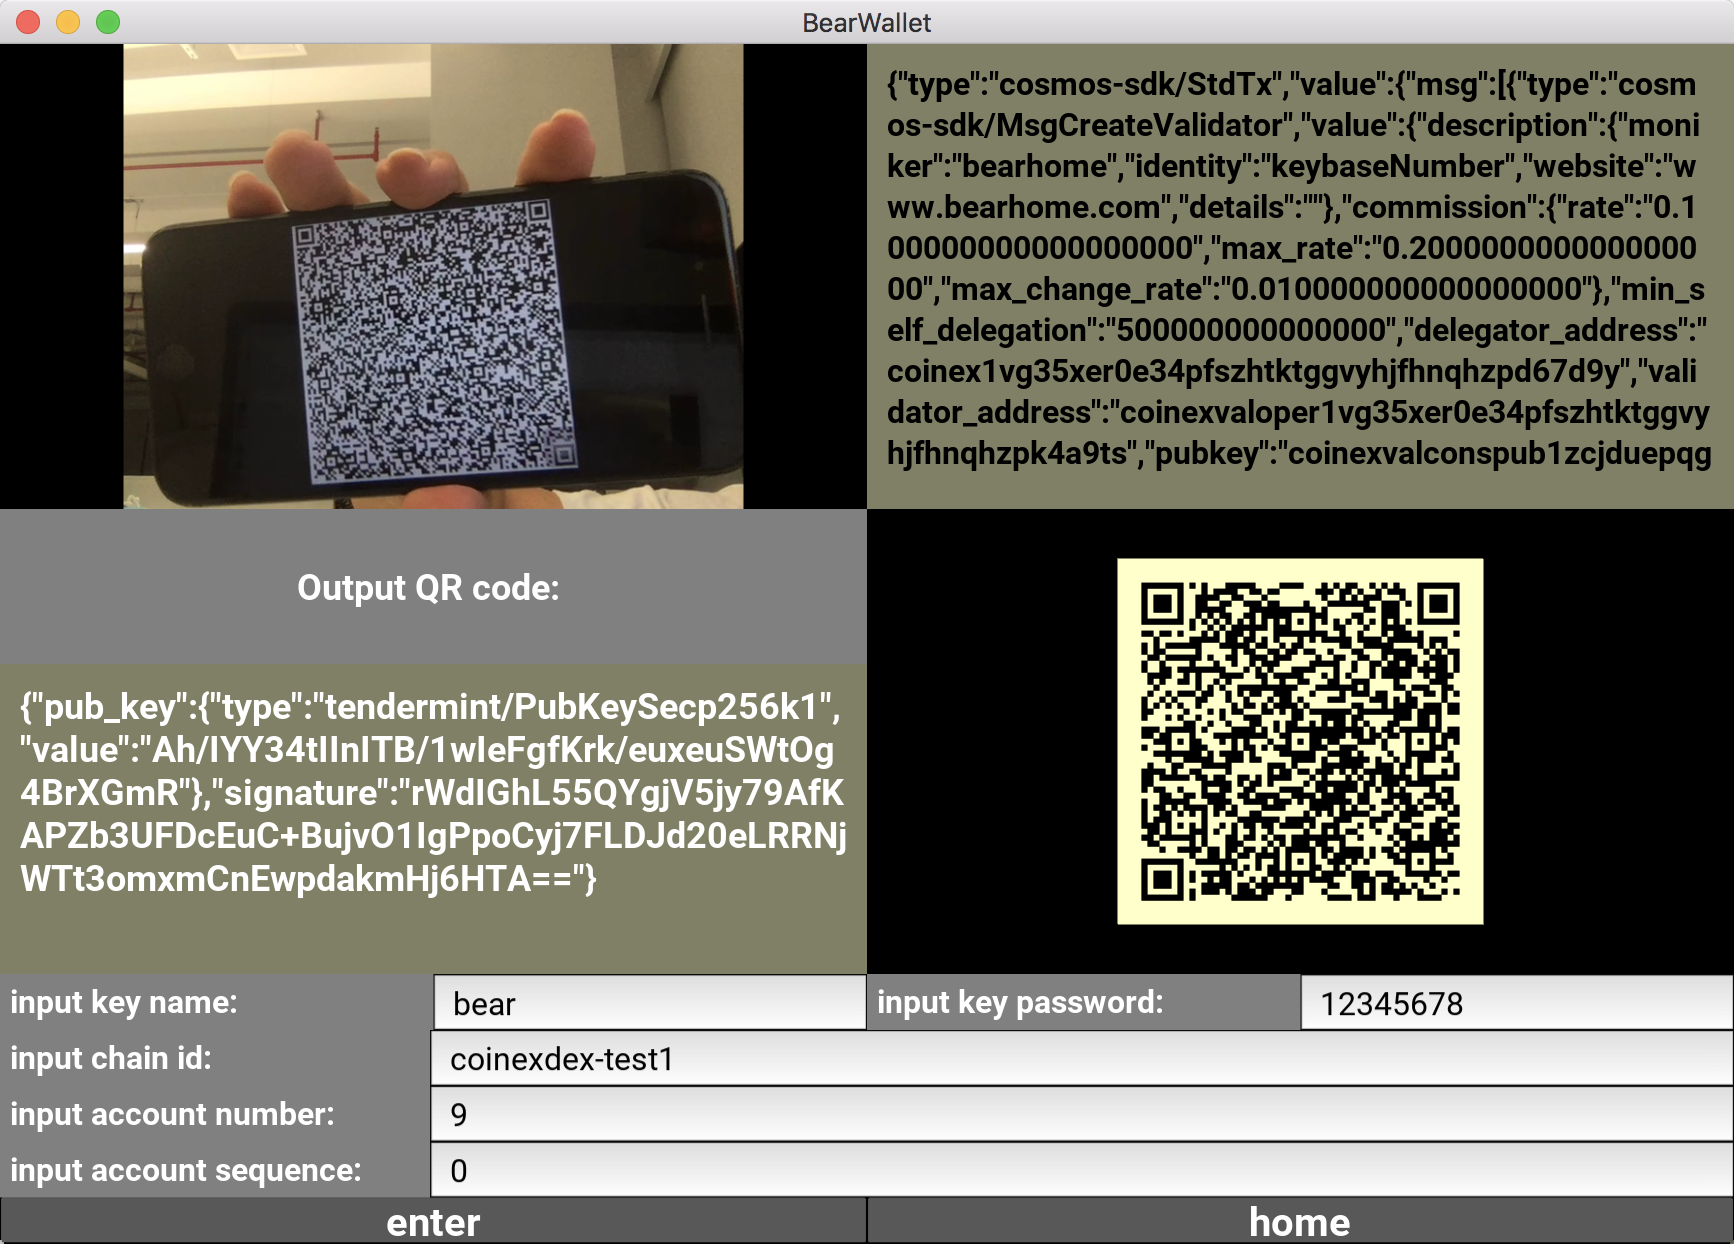 BearWallet
{"type":"cosmos-sdk/StdTx","value":{"msg":[{"type":"cosm
os-sdk/MsgCreateValidator","value":{"description":{"moni
ker":"bearhome","identity":"keybaseNumber","website":"w
ww.bearhome.com","details":""},"commission":{"rate":"0.1
00000000000000000","max_rate":"0.2000000000000000
00","max_change_rate":"0.010000000000000000"},"min_s
elf_delegation":"500000000000000","delegator_address":"
coinex1vg35xer0e34pfszhtktggvyhjfhnqhzpd67d9y","vali
dator_address":"coinexvaloper1vg35xer0e34pfszhtktggvy
hjfhnqhzpk4a9ts","pubkey":"coinexvalconspub1zcjduepqg
Output QR code:
{"pub_key":{"type":"tendermint/PubKeySecp256k1",
"value":"Ah/IYY34tIInITB/1wIeFgfKrk/euxeuSWtOg
4BrXGmR"},"signature":"rWdIGhL55QYgjV5jy79AfK
APZb3UFDcEuC+BujvO1IgPpoCyj7FLDJd20eLRRNj
WTt3omxmCnEwpdakmHj6HTA=="}
input key name:
bear
input key password:
12345678
input chain id:
coinexdex-test1
input account number:
9
input account sequence:
0
enter
home